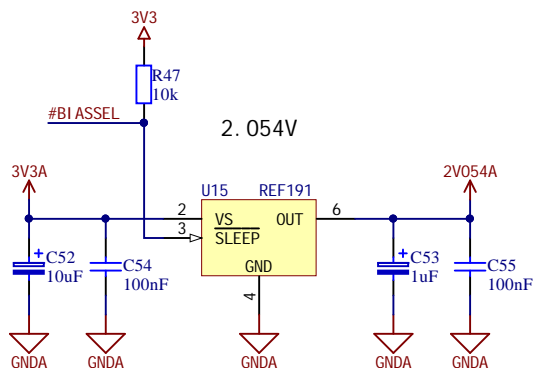 3V3
R47
10k
#BIASSEL
2.054V
3V3A
2V054A
U15 REF191
2 VS OUT 6
3 SLEEP
C52
10uF
C54
100nF
C53
1uF
C55
100nF
GND
4
GNDA GNDA GNDA GNDA GNDA